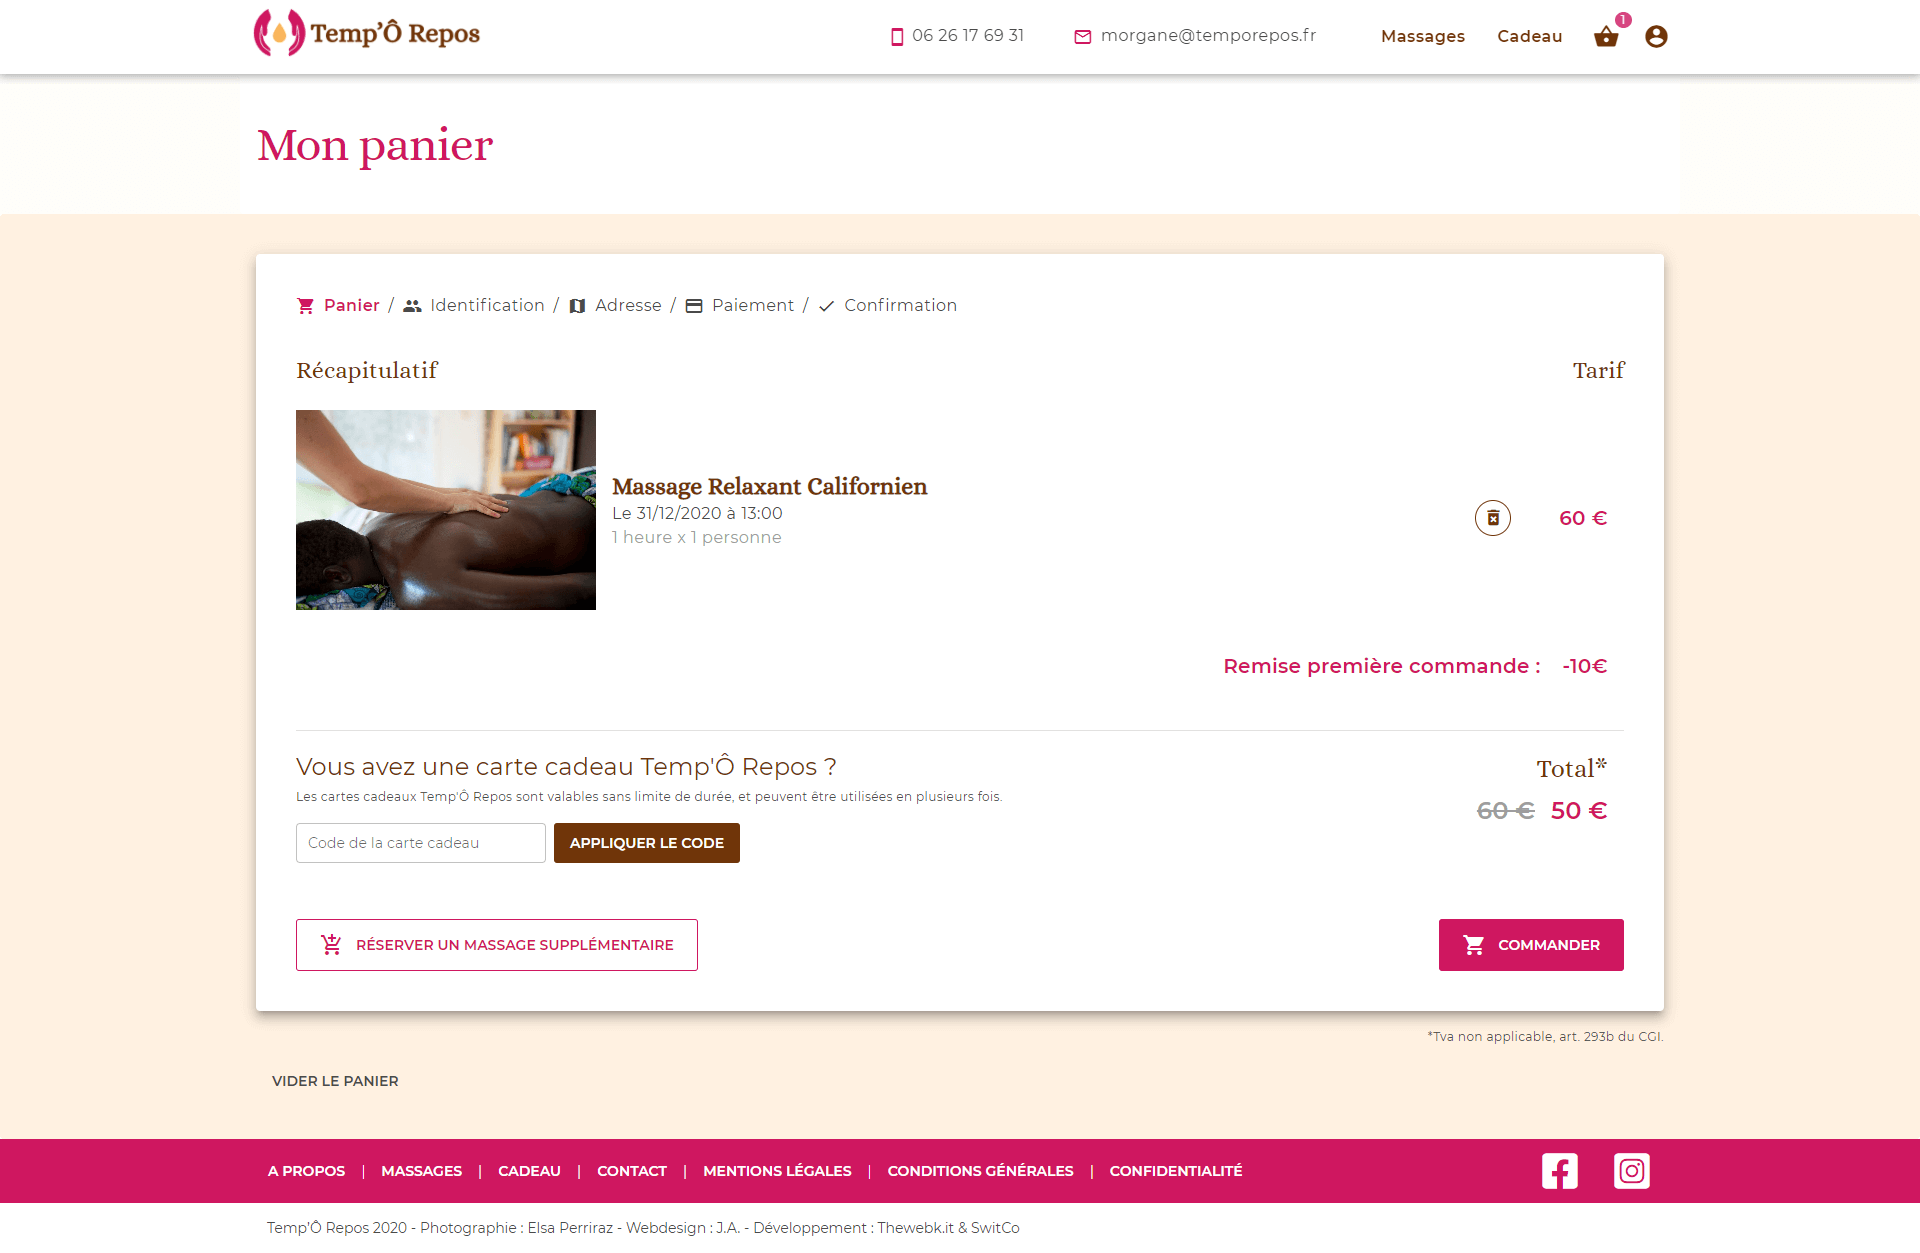 Temp'Ô Repos
06 26 17 69 31
morgane@temporepos.fr
Massages
Cadeau
1
Mon panier
Panier / Identification / Adresse / Paiement / Confirmation
Récapitulatif
Tarif
Massage Relaxant Californien
Le 31/12/2020 à 13:00
1 heure x 1 personne
60 €
Remise première commande : -10€
Vous avez une carte cadeau Temp'Ô Repos ?
Les cartes cadeaux Temp'Ô Repos sont valables sans limite de durée, et peuvent être utilisées en plusieurs fois.
Total*
60 € 50 €
Code de la carte cadeau
APPLIQUER LE CODE
RÉSERVER UN MASSAGE SUPPLÉMENTAIRE
COMMANDER
*Tva non applicable, art. 293b du CGI.
VIDER LE PANIER
A PROPOS | MASSAGES | CADEAU | CONTACT | MENTIONS LÉGALES | CONDITIONS GÉNÉRALES | CONFIDENTIALITÉ
Temp'Ô Repos 2020 - Photographie : Elsa Perriraz - Webdesign : J.A. - Développement : Thewebk.it & SwitCo